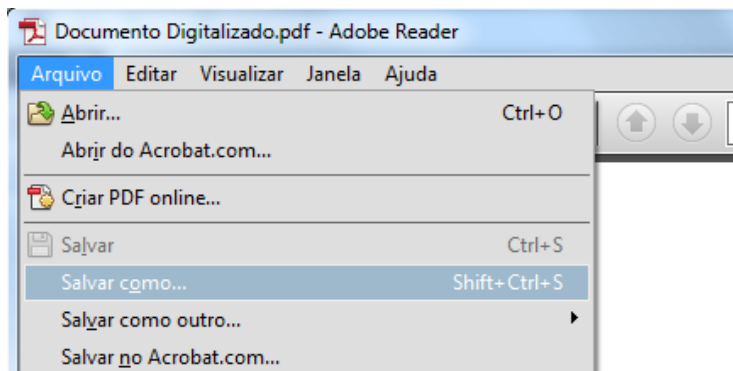 Documento Digitalizado.pdf - Adobe Reader
Arquivo Editar Visualizar Janela Ajuda
Abrir... Ctrl+O
Abrir do Acrobat.com...
Criar PDF online...
Salvar Ctrl+S
Salvar como... Shift+Ctrl+S
Salvar como outro...
Salvar no Acrobat.com...